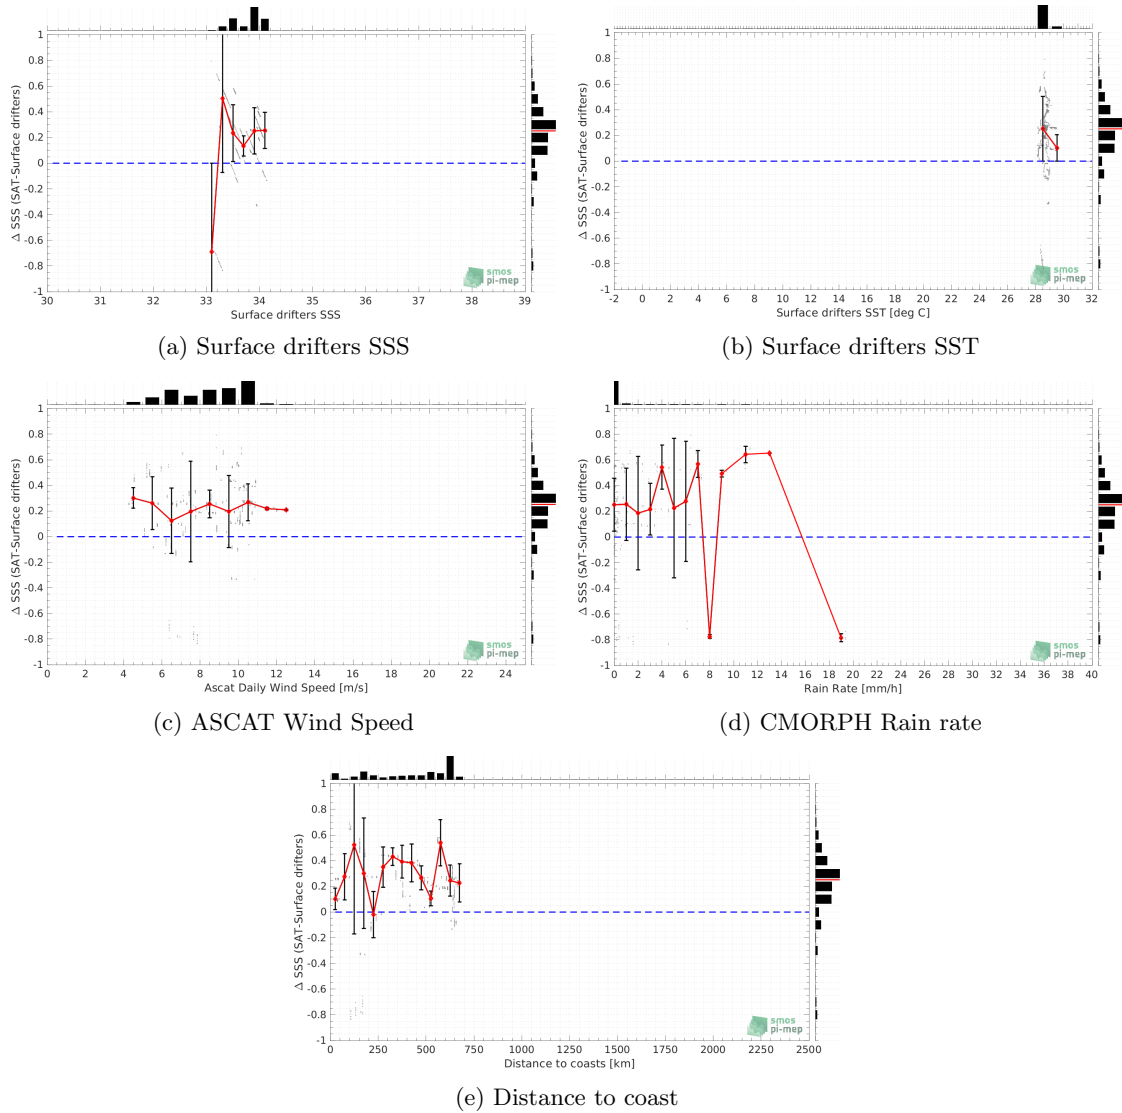 1
0.8
0.6
0.4
0.2
0
-0.2
-0.4
-0.6
-0.8
-1
Δ SSS (SAT-Surface drifters)
30 31 32 33 34 35 36 37 38 39
Surface drifters SSS
smos
pi-mep
(a) Surface drifters SSS
1
0.8
0.6
0.4
0.2
0
-0.2
-0.4
-0.6
-0.8
-1
Δ SSS (SAT-Surface drifters)
-2 0 2 4 6 8 10 12 14 16 18 20 22 24 26 28 30 32
Surface drifters SST [deg C]
smos
pi-mep
(b) Surface drifters SST
1
0.8
0.6
0.4
0.2
0
-0.2
-0.4
-0.6
-0.8
-1
Δ SSS (SAT-Surface drifters)
0 2 4 6 8 10 12 14 16 18 20 22 24
Ascat Daily Wind Speed [m/s]
smos
pi-mep
(c) ASCAT Wind Speed
1
0.8
0.6
0.4
0.2
0
-0.2
-0.4
-0.6
-0.8
-1
Δ SSS (SAT-Surface drifters)
0 2 4 6 8 10 12 14 16 18 20 22 24 26 28 30 32 34 36 38 40
Rain Rate [mm/h]
smos
pi-mep
(d) CMORPH Rain rate
1
0.8
0.6
0.4
0.2
0
-0.2
-0.4
-0.6
-0.8
-1
Δ SSS (SAT-Surface drifters)
0 250 500 750 1000 1250 1500 1750 2000 2250 2500
Distance to coasts [km]
smos
pi-mep
(e) Distance to coast